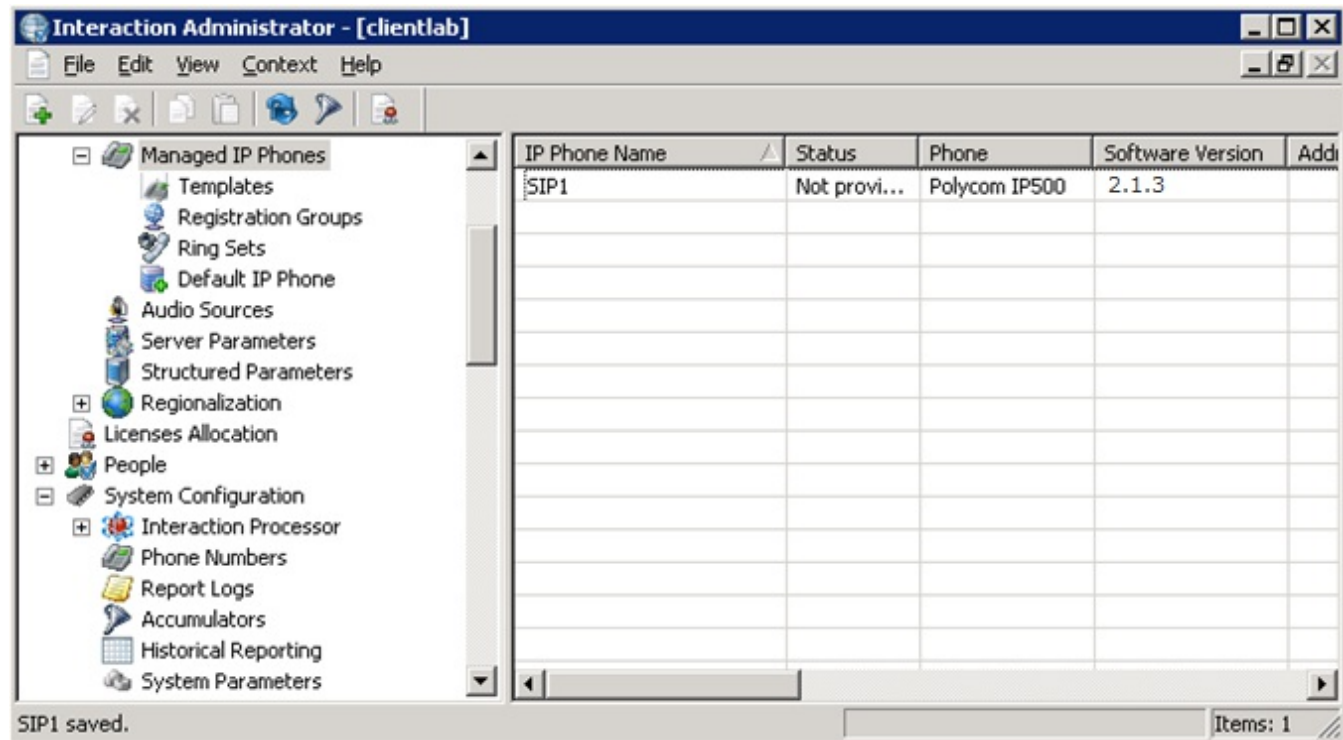 Interaction Administrator - [clientlab]
File Edit View Context Help
Managed IP Phones
Templates
Registration Groups
Ring Sets
Default IP Phone
Audio Sources
Server Parameters
Structured Parameters
Regionalization
Licenses Allocation
People
System Configuration
Interaction Processor
Phone Numbers
Report Logs
Accumulators
Historical Reporting
System Parameters
IP Phone Name Status Phone Software Version Addr
SIP1 Not provi... Polycom IP500 2.1.3
SIP1 saved.
Items: 1